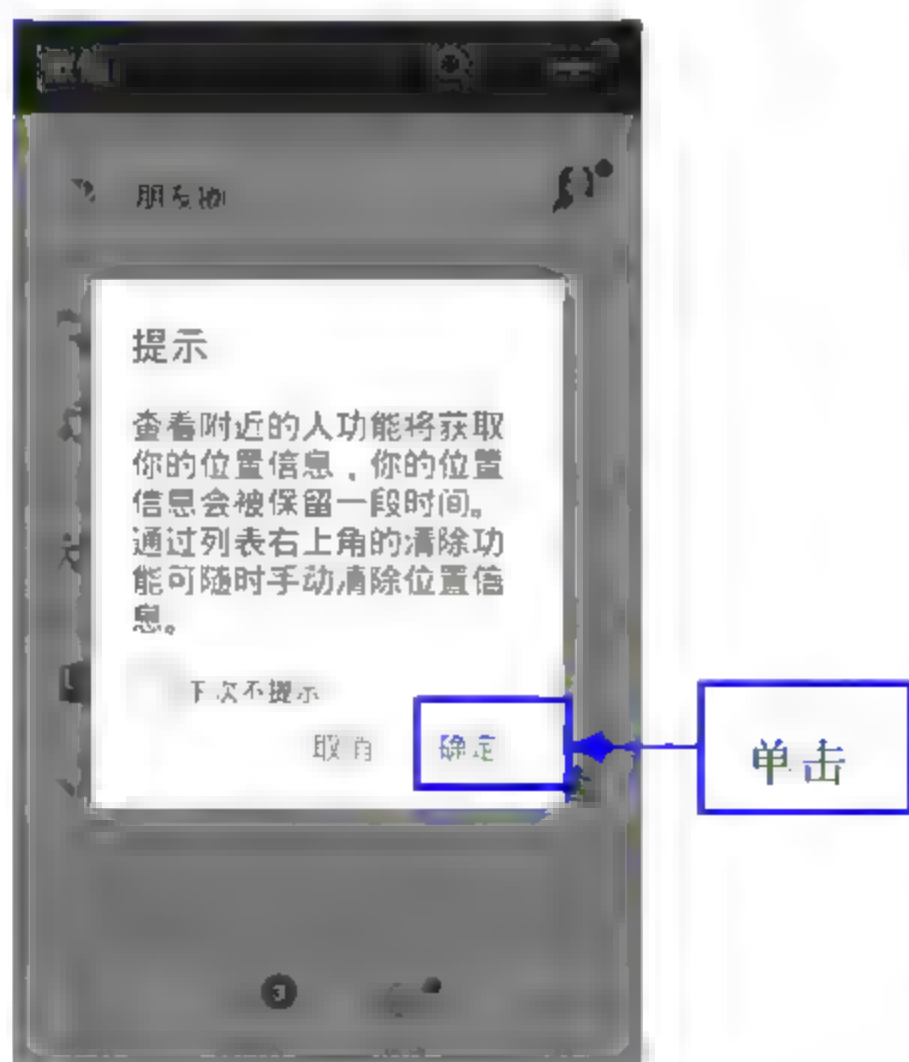 朋友圈
提示
查看附近的人功能将获取
你的位置信息，你的位置
信息会被保留一段时间。
通过列表右上角的清除功
能可随时手动清除位置信
息。
下次不提示
取消
确定
单击
3